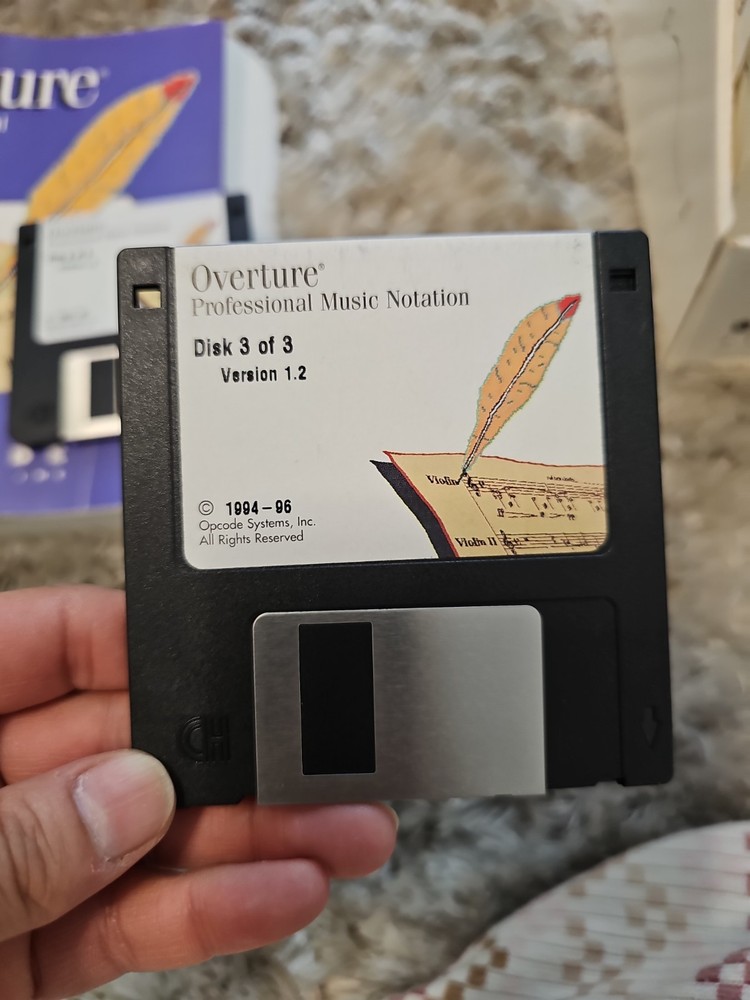 ure
Overture®
Professional Music Notation
Disk 3 of 3
Version 1.2
© 1994-96
Opcode Systems, Inc.
All Rights Reserved
Violin
Violin II